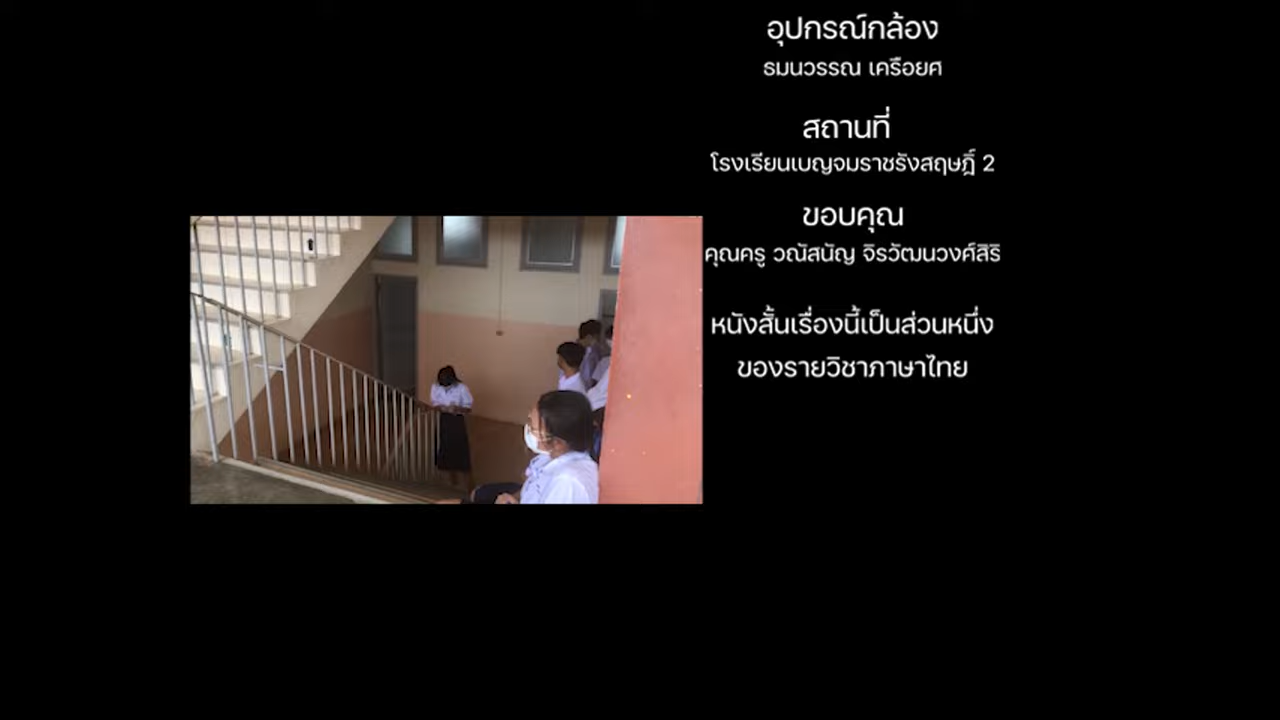 อุปกรณ์กล้อง
ธมนวรรณ เครือยศ
สถานที่
โรงเรียนเบญจมราชรังสฤษฎิ์ 2
ขอบคุณ
คุณครู วณัสนัญ จิรวัฒนวงศ์สิริ
หนังสั้นเรื่องนี้เป็นส่วนหนึ่ง
ของรายวิชาภาษาไทย